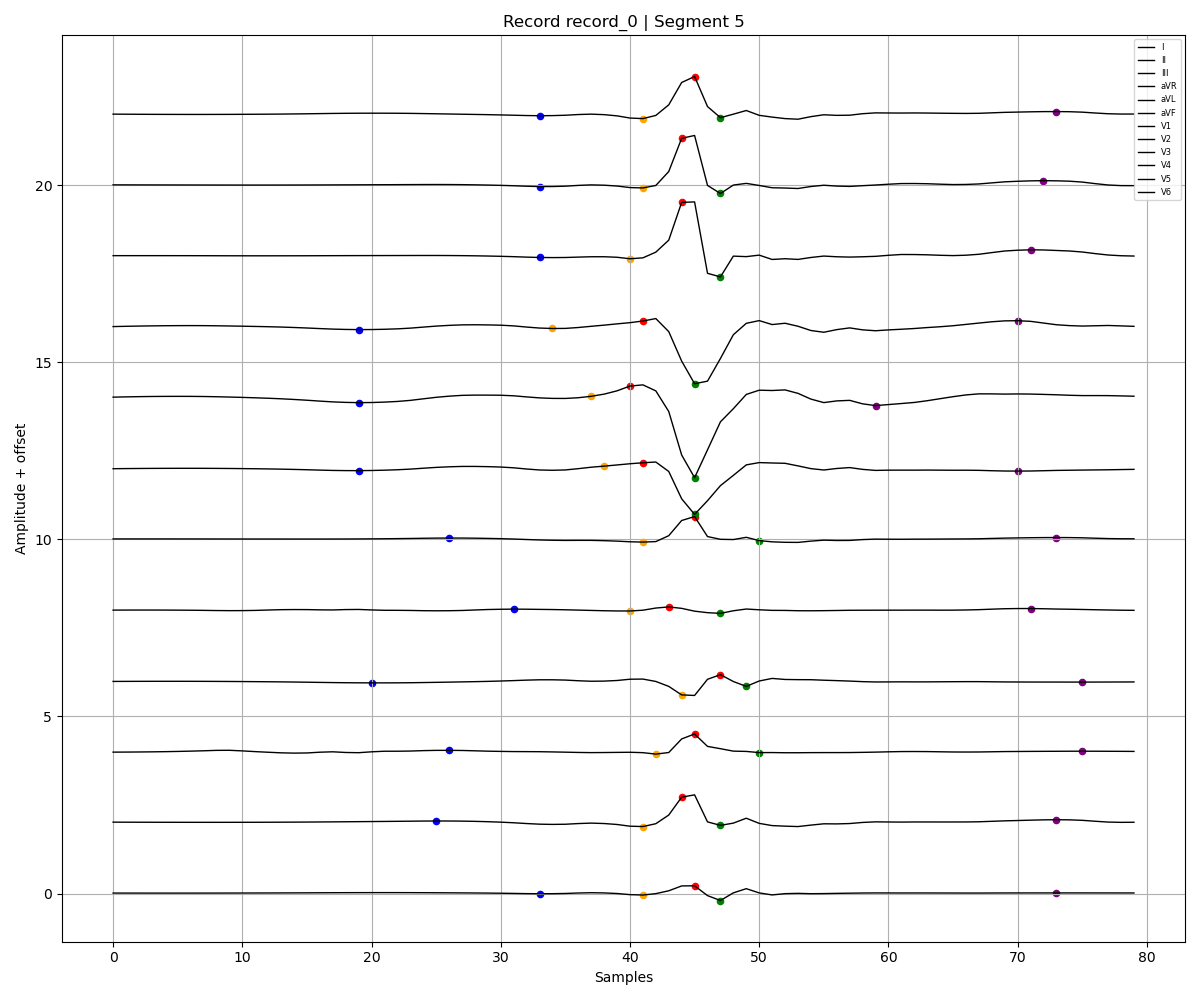 Record record_0 | Segment 5
I
II
III
aVR
aVL
aVF
V1
V2
V3
V4
V5
V6
Amplitude + offset
20
15
10
5
0
0 10 20 30 40 50 60 70 80
Samples